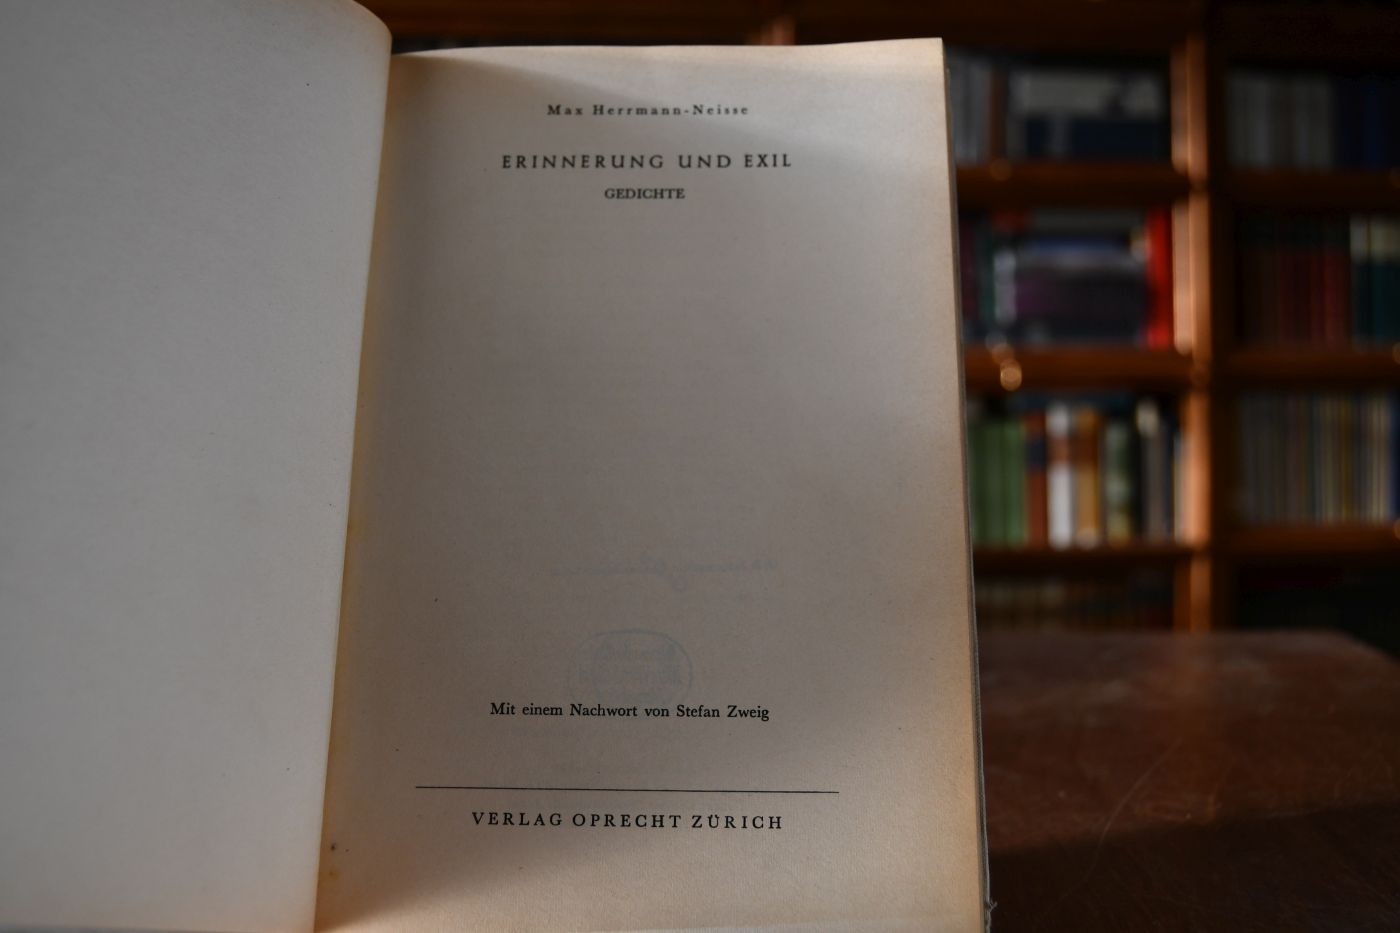 Max Herrmann-Neisse
ERINNERUNG UND EXIL
GEDICHTE
Mit einem Nachwort von Stefan Zweig
VERLAG OPRECHT ZÜRICH